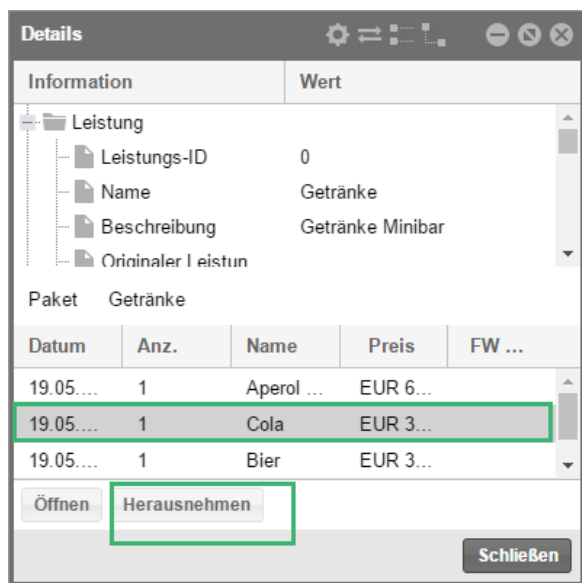 Details
Information Wert
Leistung
Leistungs-ID 0
Name Getränke
Beschreibung Getränke Minibar
Originaler Leistun
Paket Getränke
Datum Anz. Name Preis FW ...
19.05.... 1 Aperol ... EUR 6...
19.05.... 1 Cola EUR 3...
19.05.... 1 Bier EUR 3...
Öffnen Herausnehmen
Schließen